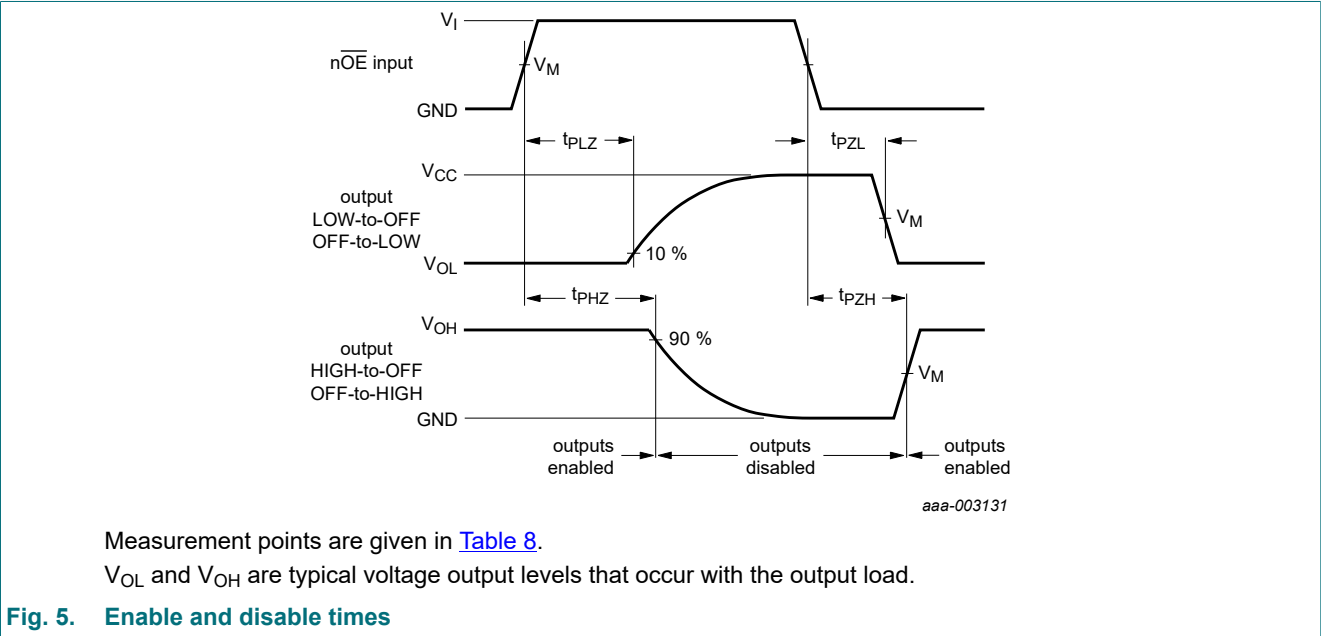 V_I
nOE input
V_M
GND
t_PLZ
t_PZL
V_CC
output
LOW-to-OFF
OFF-to-LOW
V_M
10 %
V_OL
t_PHZ
t_PZH
V_OH
90 %
output
HIGH-to-OFF
OFF-to-HIGH
V_M
GND
outputs
enabled
outputs
disabled
outputs
enabled
aaa-003131
Measurement points are given in Table 8.
V_OL and V_OH are typical voltage output levels that occur with the output load.
Fig. 5. Enable and disable times